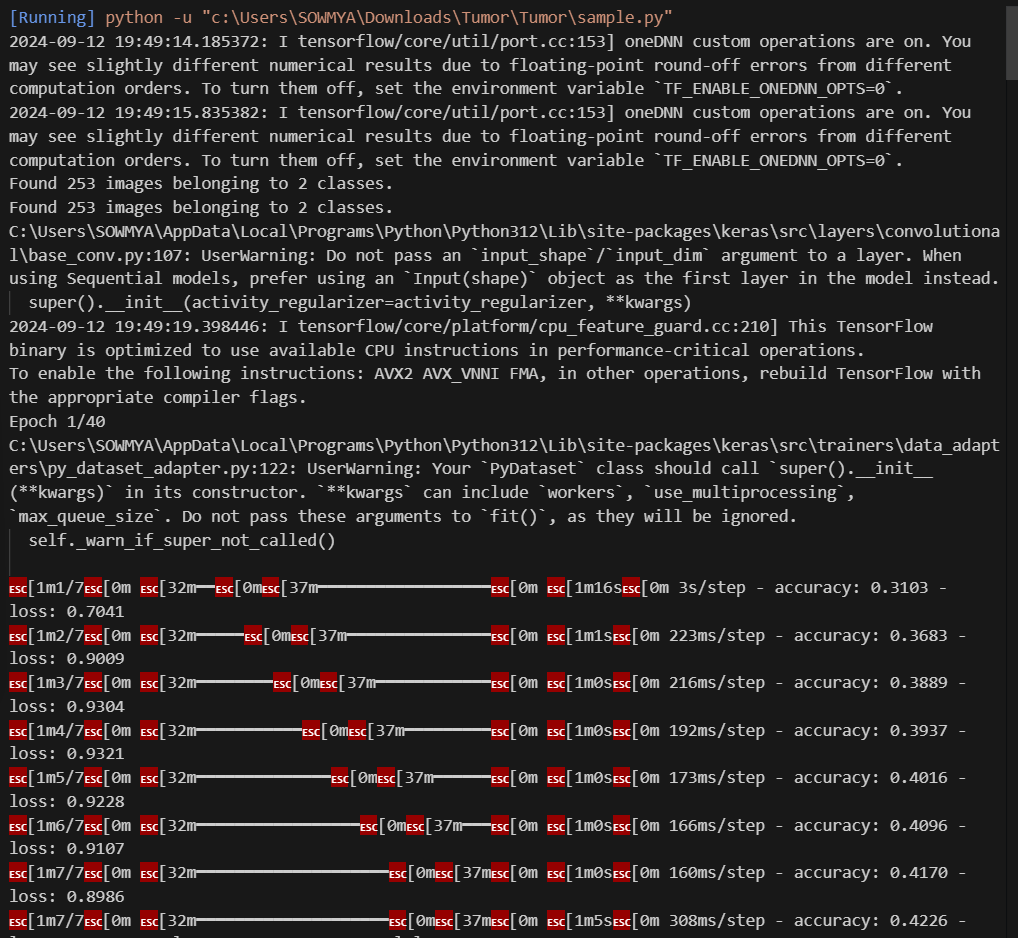 [Running] python -u "c:\Users\SOWMYA\Downloads\Tumor\Tumor\sample.py"
2024-09-12 19:49:14.185372: I tensorflow/core/util/port.cc:153] oneDNN custom operations are on. You
may see slightly different numerical results due to floating-point round-off errors from different
computation orders. To turn them off, set the environment variable `TF_ENABLE_ONEDNN_OPTS=0`.
2024-09-12 19:49:15.835382: I tensorflow/core/util/port.cc:153] oneDNN custom operations are on. You
may see slightly different numerical results due to floating-point round-off errors from different
computation orders. To turn them off, set the environment variable `TF_ENABLE_ONEDNN_OPTS=0`.
Found 253 images belonging to 2 classes.
Found 253 images belonging to 2 classes.
C:\Users\SOWMYA\AppData\Local\Programs\Python\Python312\Lib\site-packages\keras\src\layers\convolutiona
l\base_conv.py:107: UserWarning: Do not pass an `input_shape`/`input_dim` argument to a layer. When
using Sequential models, prefer using an `Input(shape)` object as the first layer in the model instead.
super().__init__(activity_regularizer=activity_regularizer, **kwargs)
2024-09-12 19:49:19.398446: I tensorflow/core/platform/cpu_feature_guard.cc:210] This TensorFlow
binary is optimized to use available CPU instructions in performance-critical operations.
To enable the following instructions: AVX2 AVX_VNNI FMA, in other operations, rebuild TensorFlow with
the appropriate compiler flags.
Epoch 1/40
C:\Users\SOWMYA\AppData\Local\Programs\Python\Python312\Lib\site-packages\keras\src\trainers\data_adapt
ers\py_dataset_adapter.py:122: UserWarning: Your `PyDataset` class should call `super().__init__
(**kwargs)` in its constructor. `**kwargs` can include `workers`, `use_multiprocessing`,
`max_queue_size`. Do not pass these arguments to `fit()`, as they will be ignored.
self._warn_if_super_not_called()
ESC[1m1/7ESC[0m ESC[32m━━ESC[0mESC[37m━━━━━━━━━━━━━━━━━━ESC[0m ESC[1m16sESC[0m 3s/step - accuracy: 0.3103 -
loss: 0.7041
ESC[1m2/7ESC[0m ESC[32m━━━━━ESC[0mESC[37m━━━━━━━━━━━━━━━ESC[0m ESC[1m1sESC[0m 223ms/step - accuracy: 0.3683 -
loss: 0.9009
ESC[1m3/7ESC[0m ESC[32m━━━━━━━━ESC[0mESC[37m━━━━━━━━━━━━ESC[0m ESC[1m0sESC[0m 216ms/step - accuracy: 0.3889 -
loss: 0.9304
ESC[1m4/7ESC[0m ESC[32m━━━━━━━━━━━ESC[0mESC[37m━━━━━━━━━ESC[0m ESC[1m0sESC[0m 192ms/step - accuracy: 0.3937 -
loss: 0.9321
ESC[1m5/7ESC[0m ESC[32m━━━━━━━━━━━━━━ESC[0mESC[37m━━━━━━ESC[0m ESC[1m0sESC[0m 173ms/step - accuracy: 0.4016 -
loss: 0.9228
ESC[1m6/7ESC[0m ESC[32m━━━━━━━━━━━━━━━━━ESC[0mESC[37m━━━ESC[0m ESC[1m0sESC[0m 166ms/step - accuracy: 0.4096 -
loss: 0.9107
ESC[1m7/7ESC[0m ESC[32m━━━━━━━━━━━━━━━━━━━━ESC[0mESC[37mESC[0m ESC[1m0sESC[0m 160ms/step - accuracy: 0.4170 -
loss: 0.8986
ESC[1m7/7ESC[0m ESC[32m━━━━━━━━━━━━━━━━━━━━ESC[0mESC[37mESC[0m ESC[1m5sESC[0m 308ms/step - accuracy: 0.4226 -